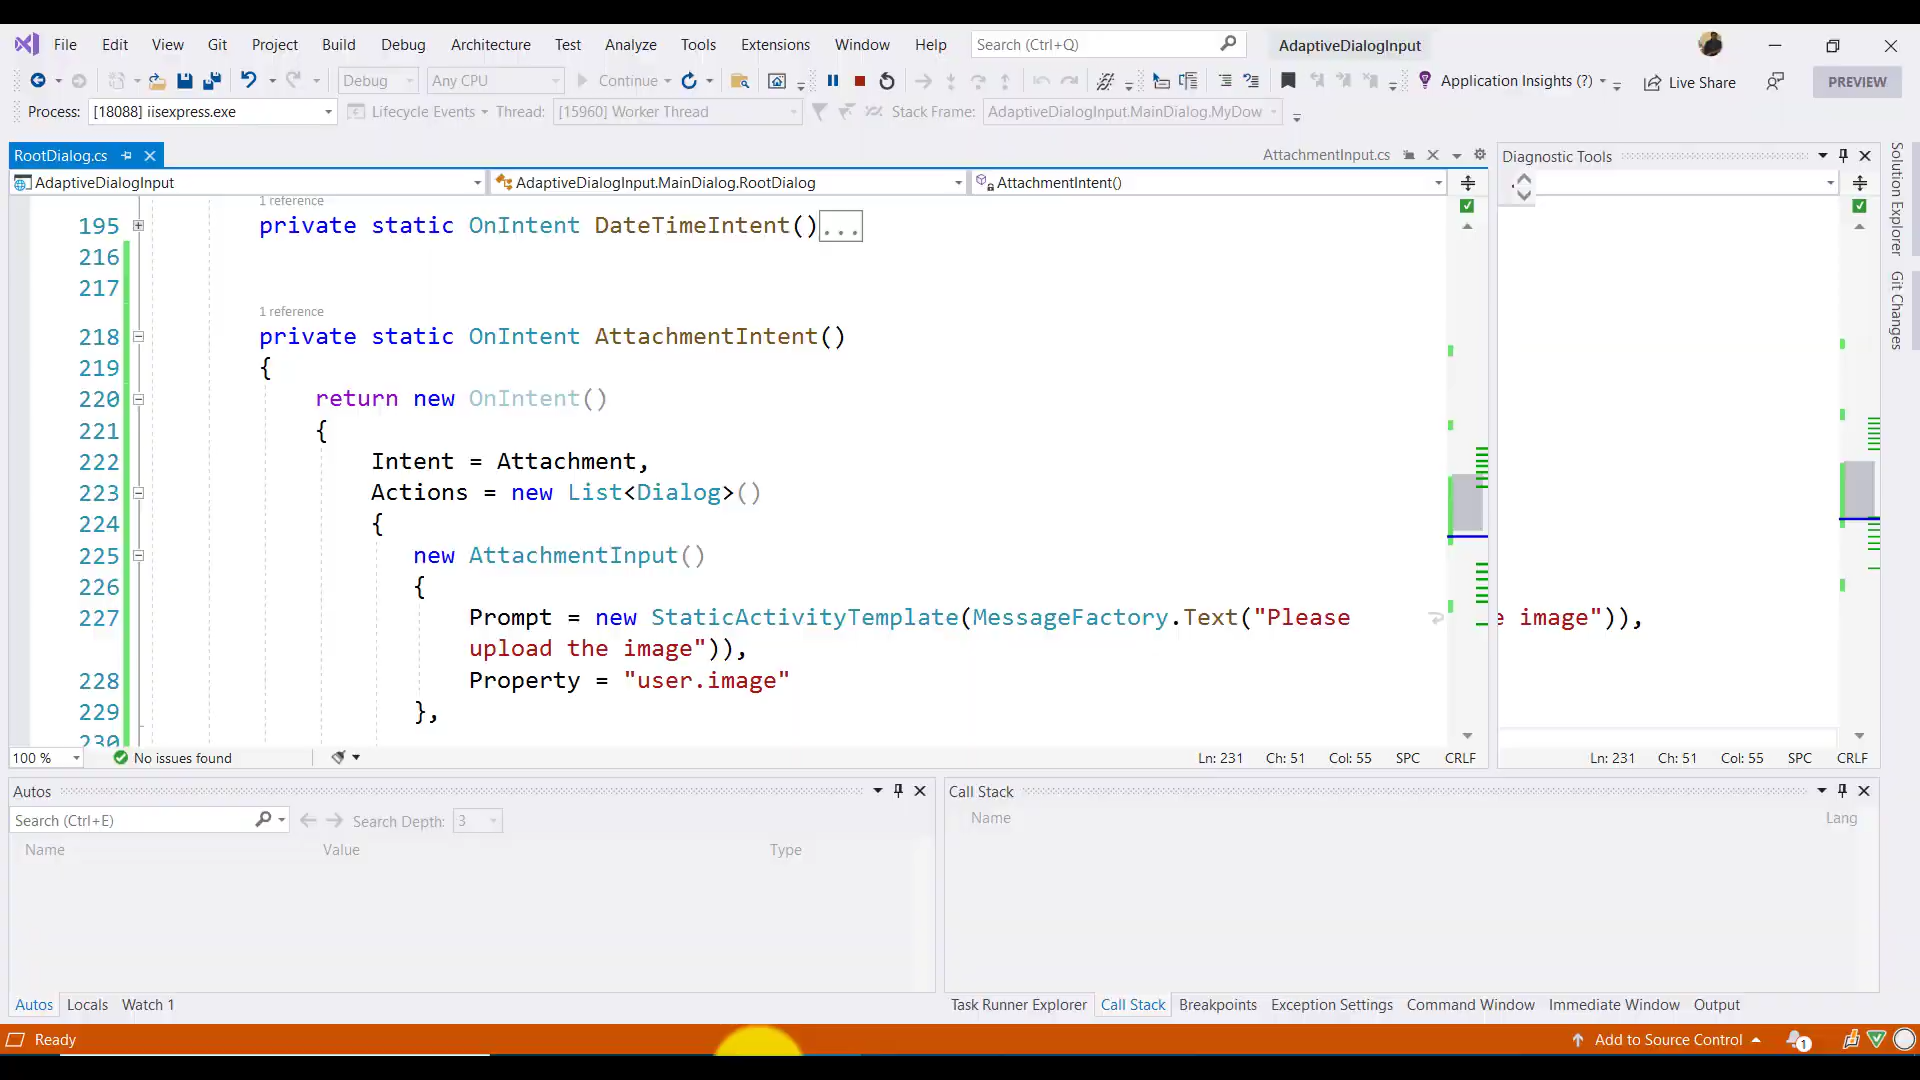 File Edit View Git Project Build Debug Test Analyze Tools Extensions Window Help Search (Ctrl+Q) AdaptiveDialogInput
Debug Any CPU Continue Application Insights (?) Live Share PREVIEW
Process: [18088] iisexpress.exe Lifecycle Events Thread: [15960] Worker Thread Stack Frame: AdaptiveDialogInput.MainDialog.MyDow
RootDialog.cs AttachmentInput.cs Diagnostic Tools
AdaptiveDialogInput AdaptiveDialogInput.MainDialog.RootDialog AttachmentIntent()
Solution Explorer
Git Changes
1 reference
195 private static OnIntent DateTimeIntent()...
216
217
1 reference
218 private static OnIntent AttachmentIntent()
219 {
220 return new OnIntent()
221 {
222 Intent = Attachment,
223 Actions = new List<Dialog>()
224 {
225 new AttachmentInput()
226 {
227 Prompt = new StaticActivityTemplate(MessageFactory.Text("Please e image")),
upload the image")),
228 Property = "user.image"
229 },
230
100 % No issues found Ln: 231 Ch: 51 Col: 55 SPC CRLF Ln: 231 Ch: 51 Col: 55 SPC CRLF
Autos
Search (Ctrl+E) Search Depth: 3
Name Value Type
Call Stack
Name Lang
Autos Locals Watch 1
Task Runner Explorer Call Stack Breakpoints Exception Settings Command Window Immediate Window Output
Ready Add to Source Control 1